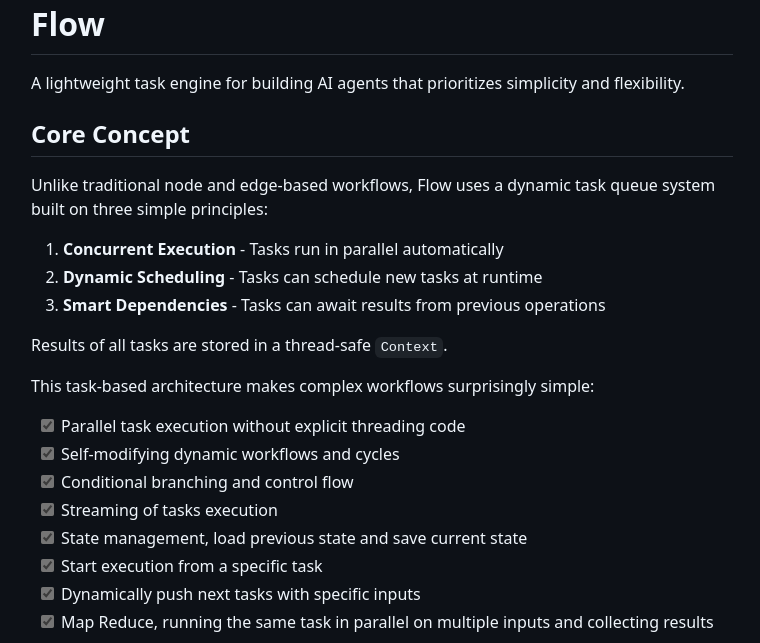 Flow
A lightweight task engine for building AI agents that prioritizes simplicity and flexibility.
Core Concept
Unlike traditional node and edge-based workflows, Flow uses a dynamic task queue system
built on three simple principles:
1. Concurrent Execution - Tasks run in parallel automatically
2. Dynamic Scheduling - Tasks can schedule new tasks at runtime
3. Smart Dependencies - Tasks can await results from previous operations
Results of all tasks are stored in a thread-safe Context.
This task-based architecture makes complex workflows surprisingly simple:
Parallel task execution without explicit threading code
Self-modifying dynamic workflows and cycles
Conditional branching and control flow
Streaming of tasks execution
State management, load previous state and save current state
Start execution from a specific task
Dynamically push next tasks with specific inputs
Map Reduce, running the same task in parallel on multiple inputs and collecting results